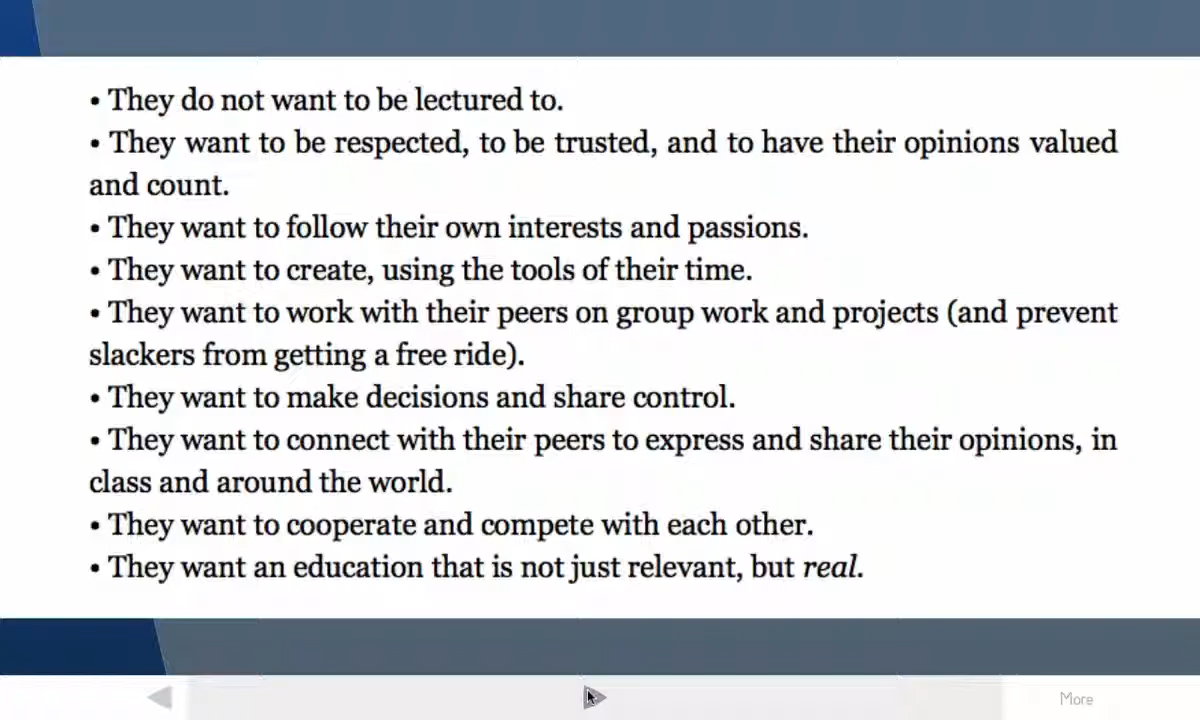 • They do not want to be lectured to.
• They want to be respected, to be trusted, and to have their opinions valued
and count.
• They want to follow their own interests and passions.
• They want to create, using the tools of their time.
• They want to work with their peers on group work and projects (and prevent
slackers from getting a free ride).
• They want to make decisions and share control.
• They want to connect with their peers to express and share their opinions, in
class and around the world.
• They want to cooperate and compete with each other.
• They want an education that is not just relevant, but real.
More